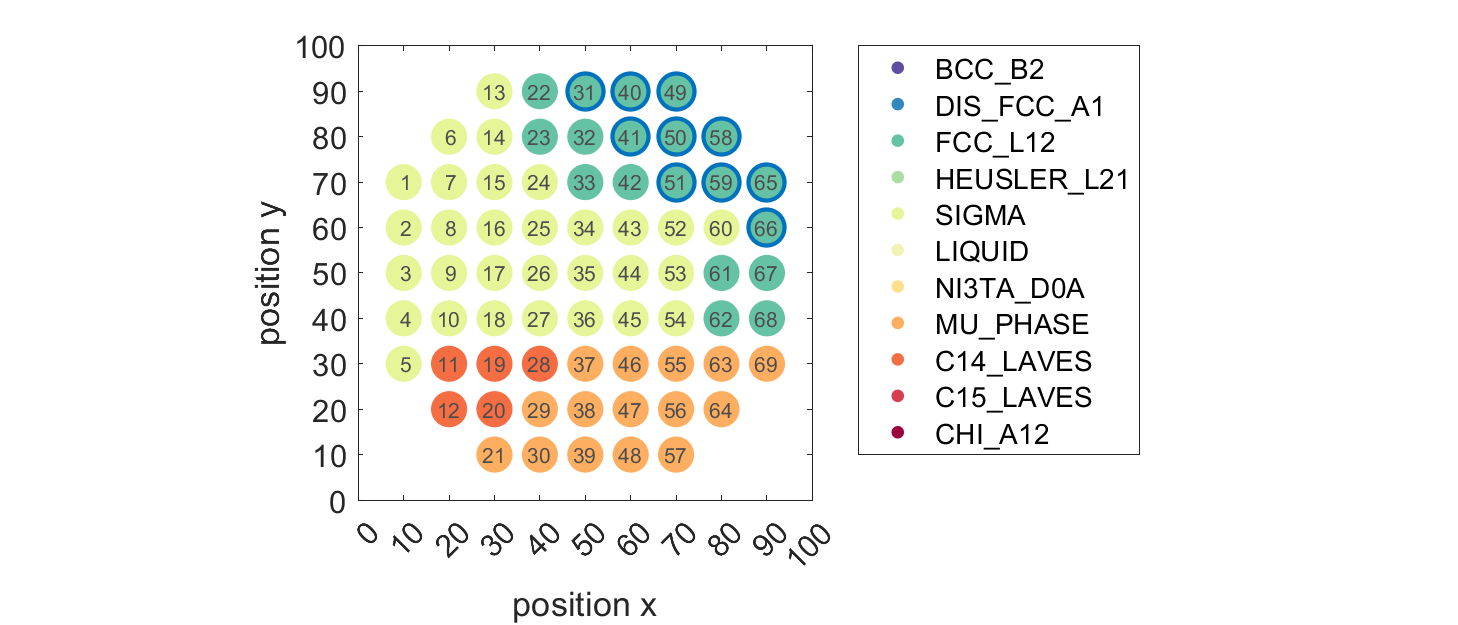 100
90
80
70
60
50
40
30
20
10
0
position y
13 22 31 40 49
6 14 23 32 41 50 58
1 7 15 24 33 42 51 59 65
2 8 16 25 34 43 52 60 66
3 9 17 26 35 44 53 61 67
4 10 18 27 36 45 54 62 68
5 11 19 28 37 46 55 63 69
12 20 29 38 47 56 64
21 30 39 48 57
0 10 20 30 40 50 60 70 80 90 100
position x
BCC_B2
DIS_FCC_A1
FCC_L12
HEUSLER_L21
SIGMA
LIQUID
NI3TA_D0A
MU_PHASE
C14_LAVES
C15_LAVES
CHI_A12